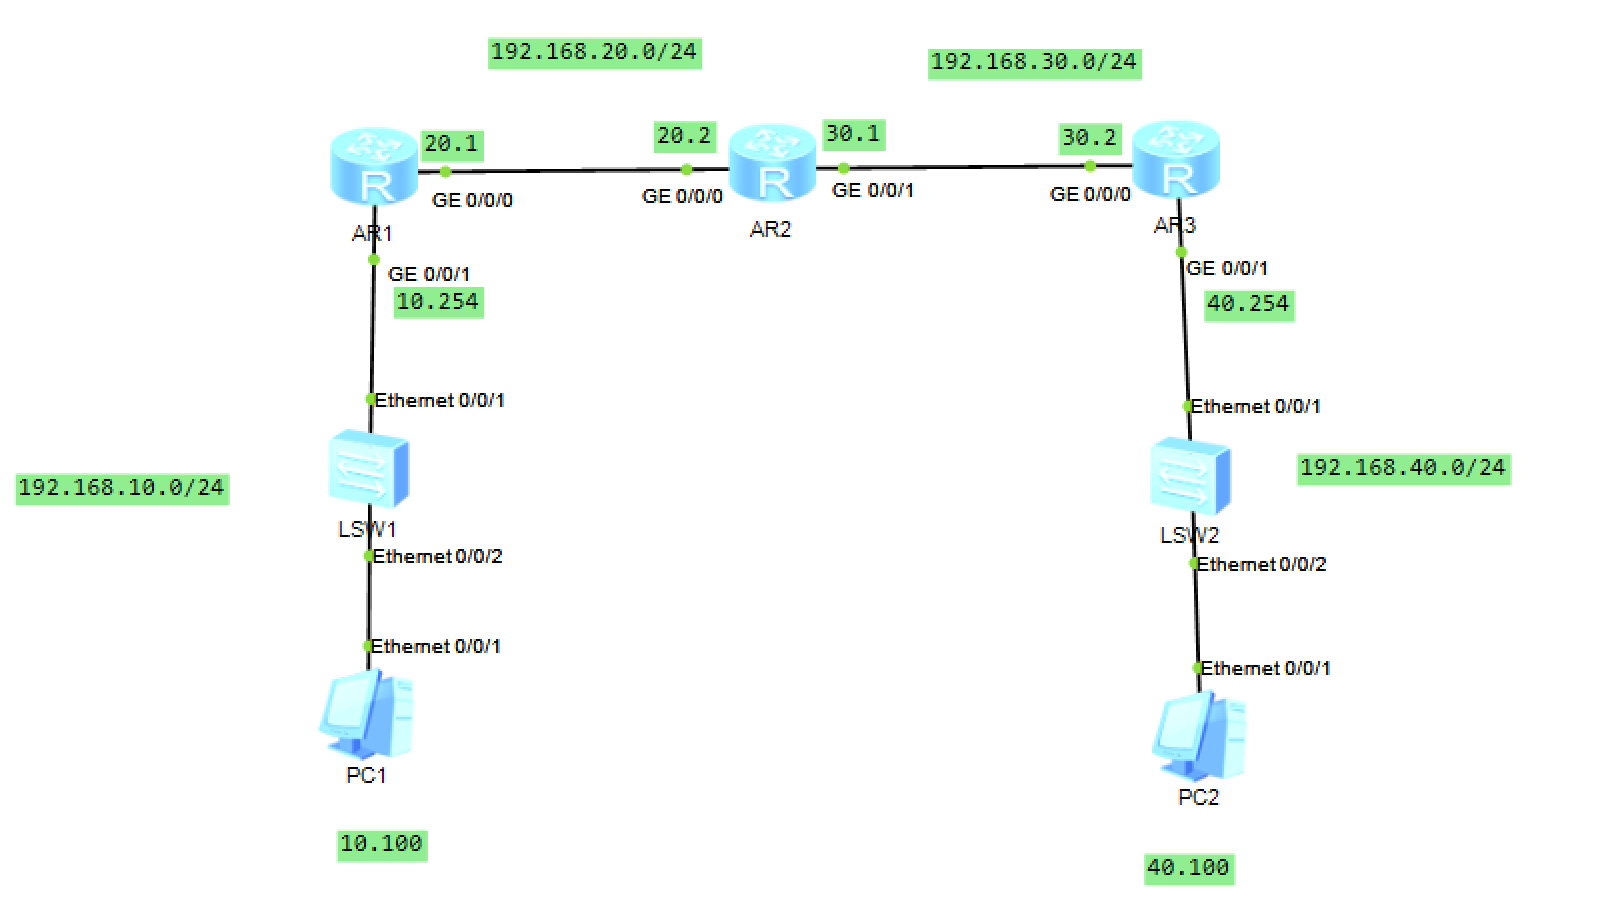 192.168.20.0/24
192.168.30.0/24
20.1
20.2
30.1
30.2
R
R
R
GE 0/0/0
GE 0/0/0
GE 0/0/1
GE 0/0/0
AR1
AR2
AR3
GE 0/0/1
GE 0/0/1
10.254
40.254
Ethernet 0/0/1
Ethernet 0/0/1
192.168.10.0/24
192.168.40.0/24
LSW1
LSW2
Ethernet 0/0/2
Ethernet 0/0/2
Ethernet 0/0/1
Ethernet 0/0/1
PC1
PC2
10.100
40.100